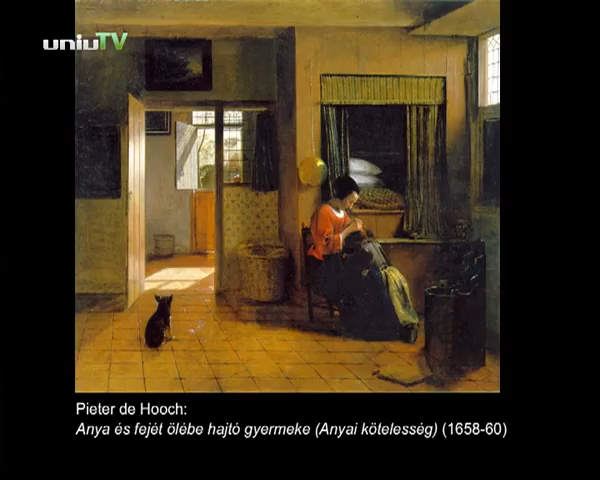 uniuTV
Pieter de Hooch:
Anya és fejét ölébe hajtó gyermeke (Anyai kötelesség) (1658-60)